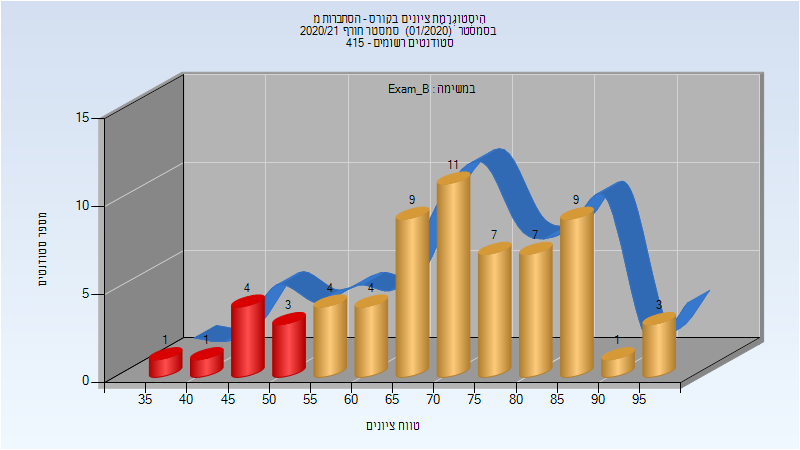 היסטוגרמת ציונים בקורס - הסתברות מ
בסמסטר (01/2020) סמסטר חורף 2020/21
סטודנטים רשומים - 415
במשימה : Exam_B
מספר סטודנטים
15
10
5
0
1
1
4
3
4
4
9
11
7
7
9
1
3
35 40 45 50 55 60 65 70 75 80 85 90 95
טווח ציונים